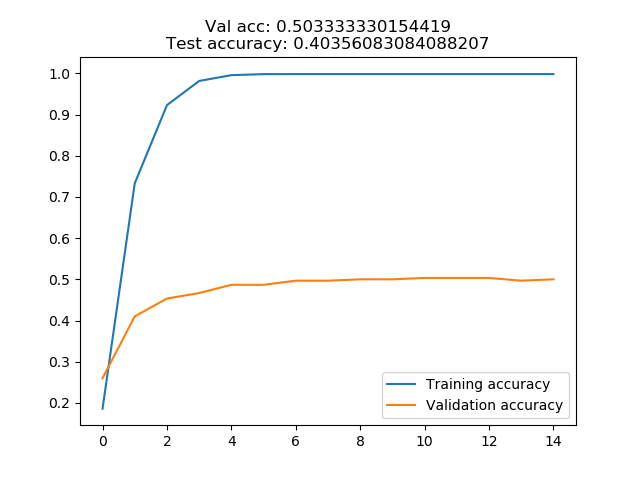 Val acc: 0.503333330154419
Test accuracy: 0.40356083084088207
1.0
0.9
0.8
0.7
0.6
0.5
0.4
0.3
0.2
0 2 4 6 8 10 12 14
Training accuracy
Validation accuracy